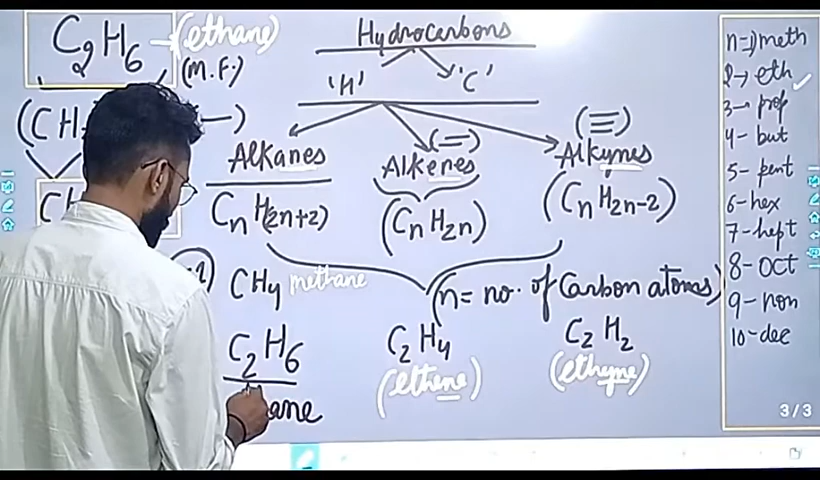 C2H6 (ethane)
(M.F.)
Hydrocarbons
'H' 'C'
(=) (≡)
Alkanes Alkenes Alkynes
(CnH2n+2) (CnH2n) (CnH2n-2)
CH4 methane
(n = no. of Carbon atoms)
C2H6 C2H4 C2H2
(ethene) (ethyne)
n=1) meth
2→ eth
3→ prop
4- but
5- pent
6- hex
7- hept
8- Oct
9- non
10- dec
3/3